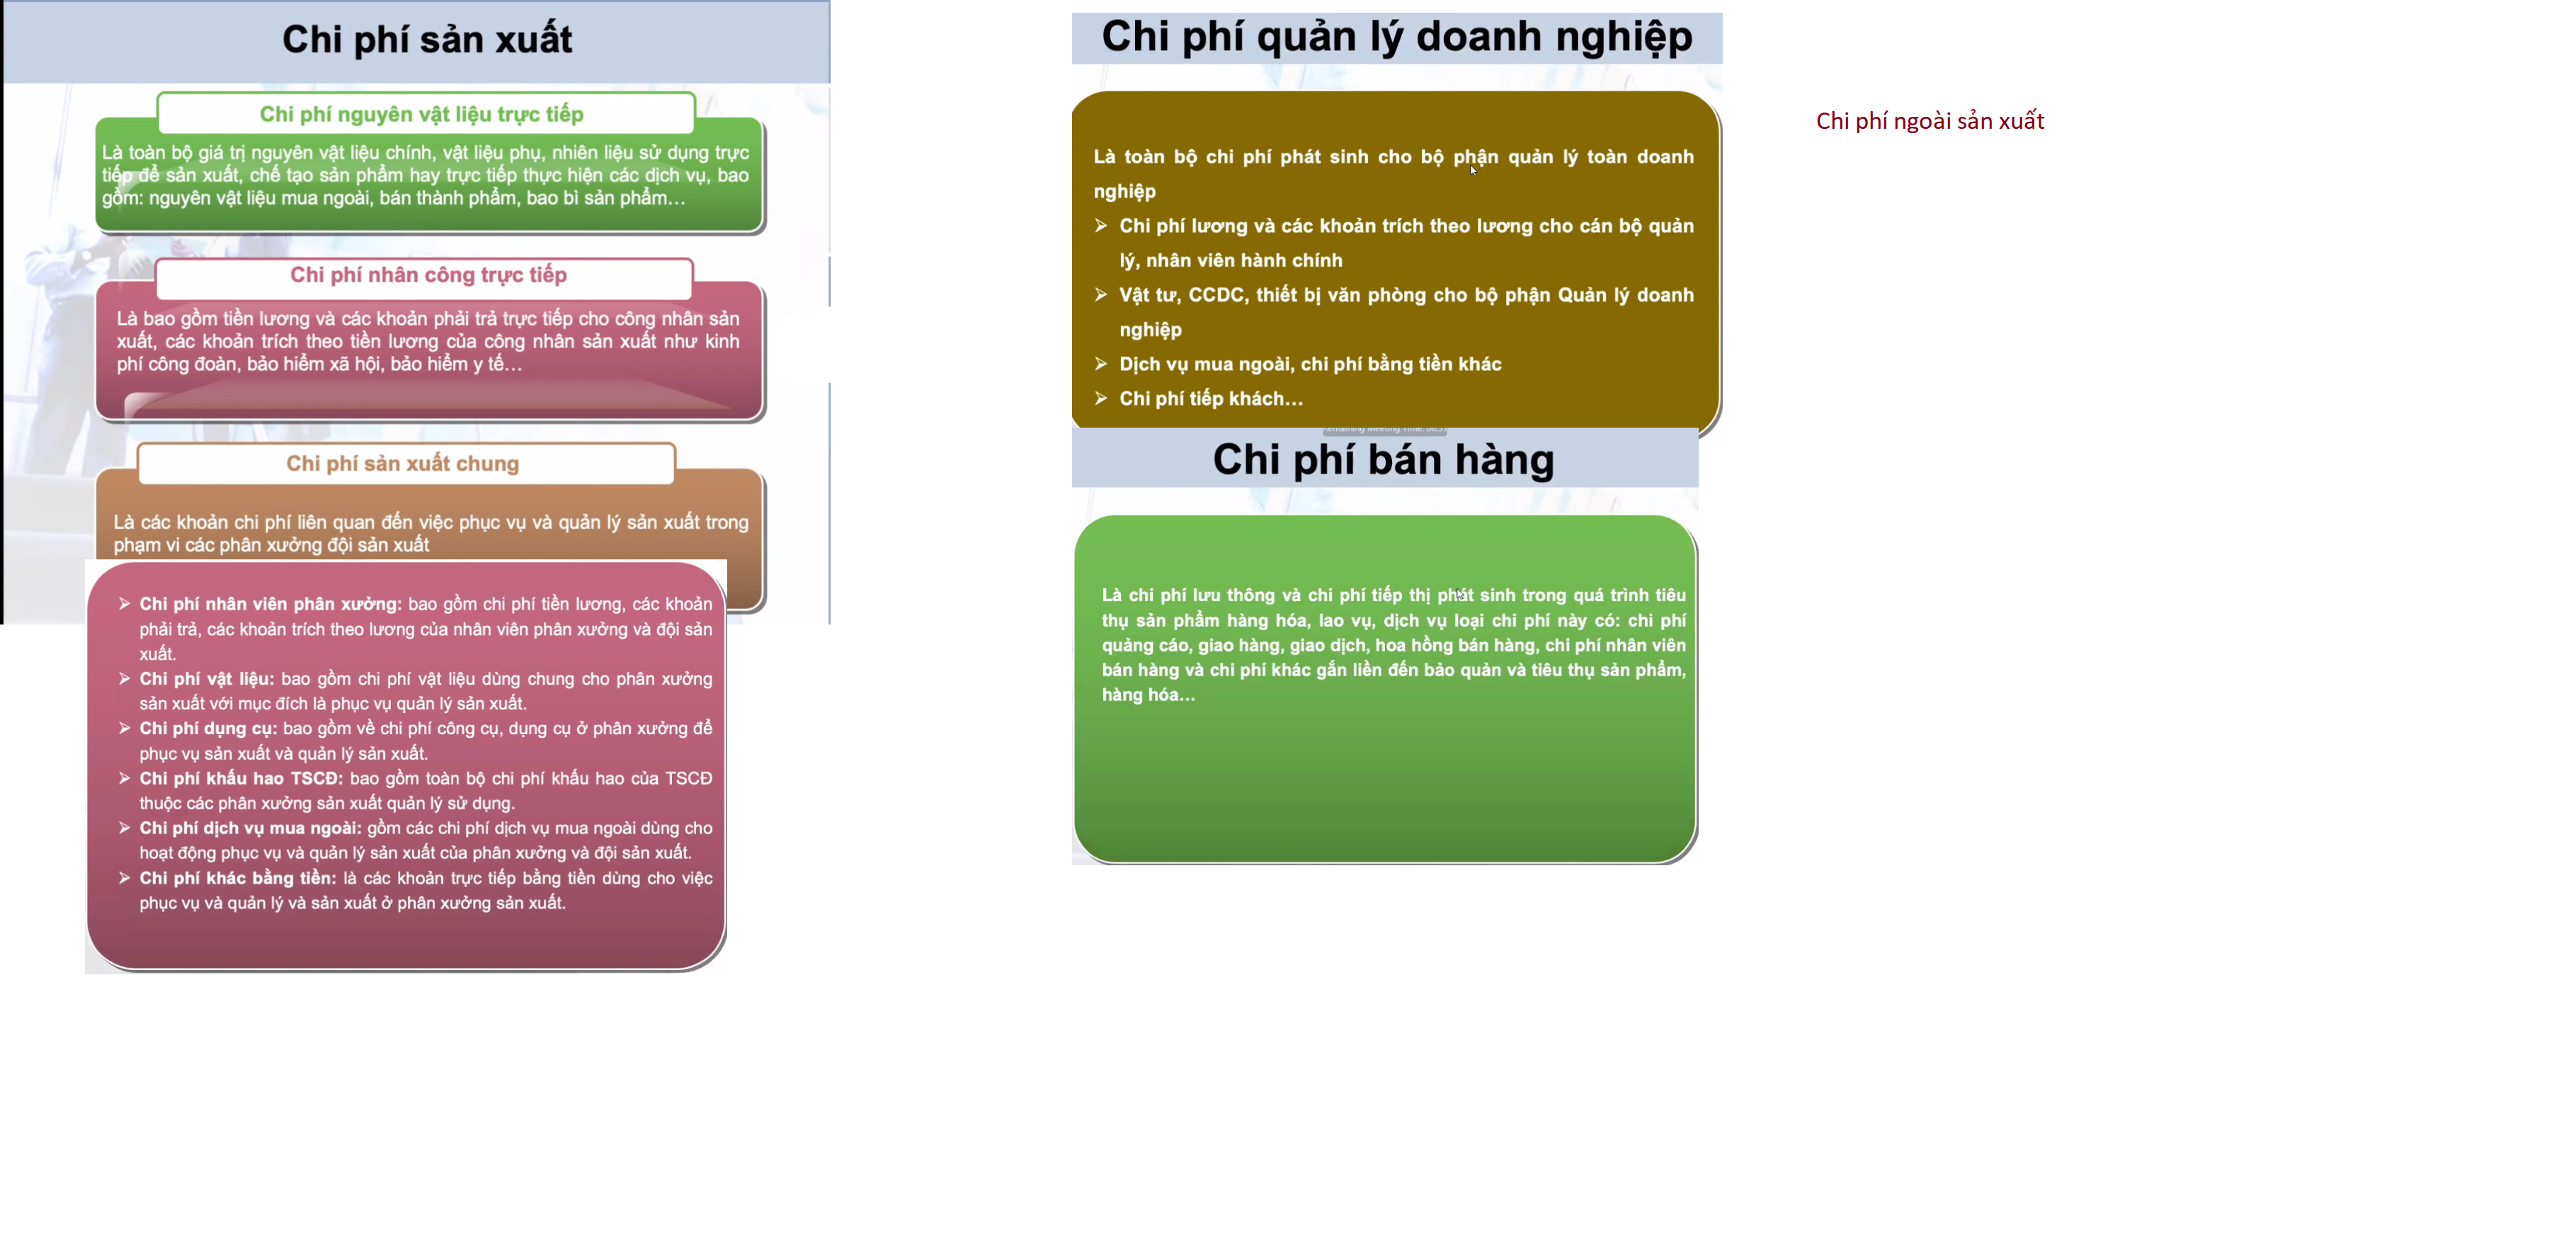 Chi phí sản xuất
Chi phí nguyên vật liệu trực tiếp
Là toàn bộ giá trị nguyên vật liệu chính, vật liệu phụ, nhiên liệu sử dụng trực
tiếp để sản xuất, chế tạo sản phẩm hay trực tiếp thực hiện các dịch vụ, bao
gồm: nguyên vật liệu mua ngoài, bán thành phẩm, bao bì sản phẩm...
Chi phí nhân công trực tiếp
Là bao gồm tiền lương và các khoản phải trả trực tiếp cho công nhân sản
xuất, các khoản trích theo tiền lương của công nhân sản xuất như kinh
phí công đoàn, bảo hiểm xã hội, bảo hiểm y tế...
Chi phí sản xuất chung
Là các khoản chi phí liên quan đến việc phục vụ và quản lý sản xuất trong
phạm vi các phân xưởng đội sản xuất
➢ Chi phí nhân viên phân xưởng: bao gồm chi phí tiền lương, các khoản
phải trả, các khoản trích theo lương của nhân viên phân xưởng và đội sản
xuất.
➢ Chi phí vật liệu: bao gồm chi phí vật liệu dùng chung cho phân xưởng
sản xuất với mục đích là phục vụ quản lý sản xuất.
➢ Chi phí dụng cụ: bao gồm về chi phí công cụ, dụng cụ ở phân xưởng để
phục vụ sản xuất và quản lý sản xuất.
➢ Chi phí khấu hao TSCĐ: bao gồm toàn bộ chi phí khấu hao của TSCĐ
thuộc các phân xưởng sản xuất quản lý sử dụng.
➢ Chi phí dịch vụ mua ngoài: gồm các chi phí dịch vụ mua ngoài dùng cho
hoạt động phục vụ và quản lý sản xuất của phân xưởng và đội sản xuất.
➢ Chi phí khác bằng tiền: là các khoản trực tiếp bằng tiền dùng cho việc
phục vụ và quản lý và sản xuất ở phân xưởng sản xuất.
Chi phí quản lý doanh nghiệp
Là toàn bộ chi phí phát sinh cho bộ phận quản lý toàn doanh
nghiệp
➢ Chi phí lương và các khoản trích theo lương cho cán bộ quản
lý, nhân viên hành chính
➢ Vật tư, CCDC, thiết bị văn phòng cho bộ phận Quản lý doanh
nghiệp
➢ Dịch vụ mua ngoài, chi phí bằng tiền khác
➢ Chi phí tiếp khách...
Chi phí bán hàng
Là chi phí lưu thông và chi phí tiếp thị phát sinh trong quá trình tiêu
thụ sản phẩm hàng hóa, lao vụ, dịch vụ loại chi phí này có: chi phí
quảng cáo, giao hàng, giao dịch, hoa hồng bán hàng, chi phí nhân viên
bán hàng và chi phí khác gắn liền đến bảo quản và tiêu thụ sản phẩm,
hàng hóa...
Chi phí ngoài sản xuất